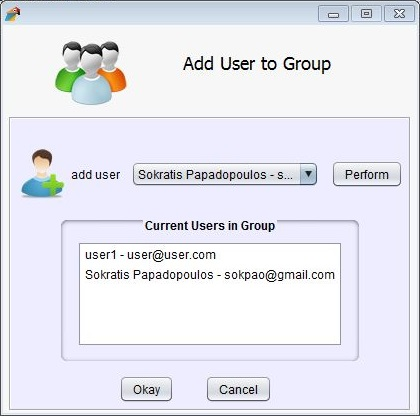 Add User to Group
add user
Sokratis Papadopoulos - s...
Perform
Current Users in Group
user1 - user@user.com
Sokratis Papadopoulos - sokpao@gmail.com
Okay
Cancel